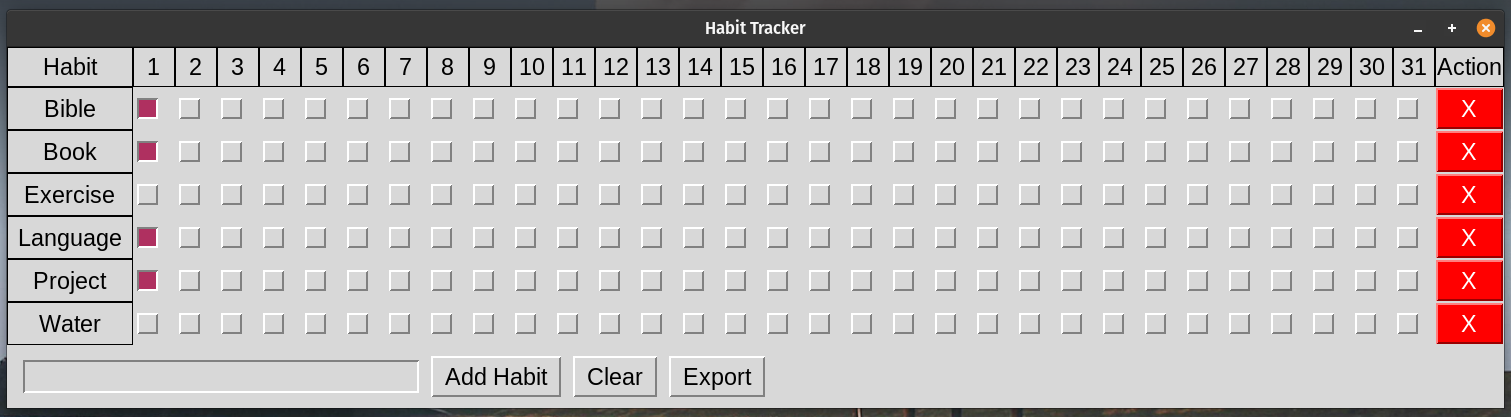 Habit Tracker
Habit 1 2 3 4 5 6 7 8 9 10 11 12 13 14 15 16 17 18 19 20 21 22 23 24 25 26 27 28 29 30 31 Action
Bible X
Book X
Exercise X
Language X
Project X
Water X
Add Habit Clear Export